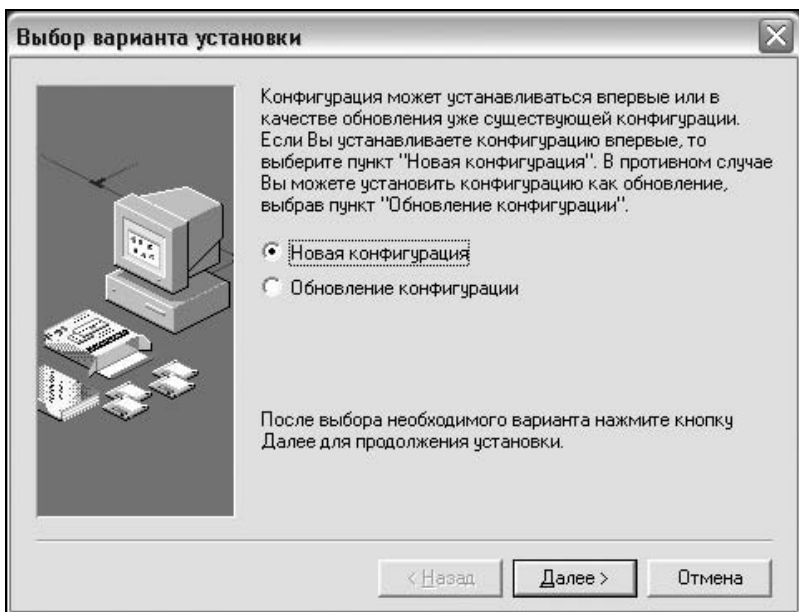 Выбор варианта установки
Конфигурация может устанавливаться впервые или в
качестве обновления уже существующей конфигурации.
Если Вы устанавливаете конфигурацию впервые, то
выберите пункт "Новая конфигурация". В противном случае
Вы можете установить конфигурацию как обновление,
выбрав пункт "Обновление конфигурации".
Новая конфигурация
Обновление конфигурации
После выбора необходимого варианта нажмите кнопку
Далее для продолжения установки.
< Назад
Далее >
Отмена